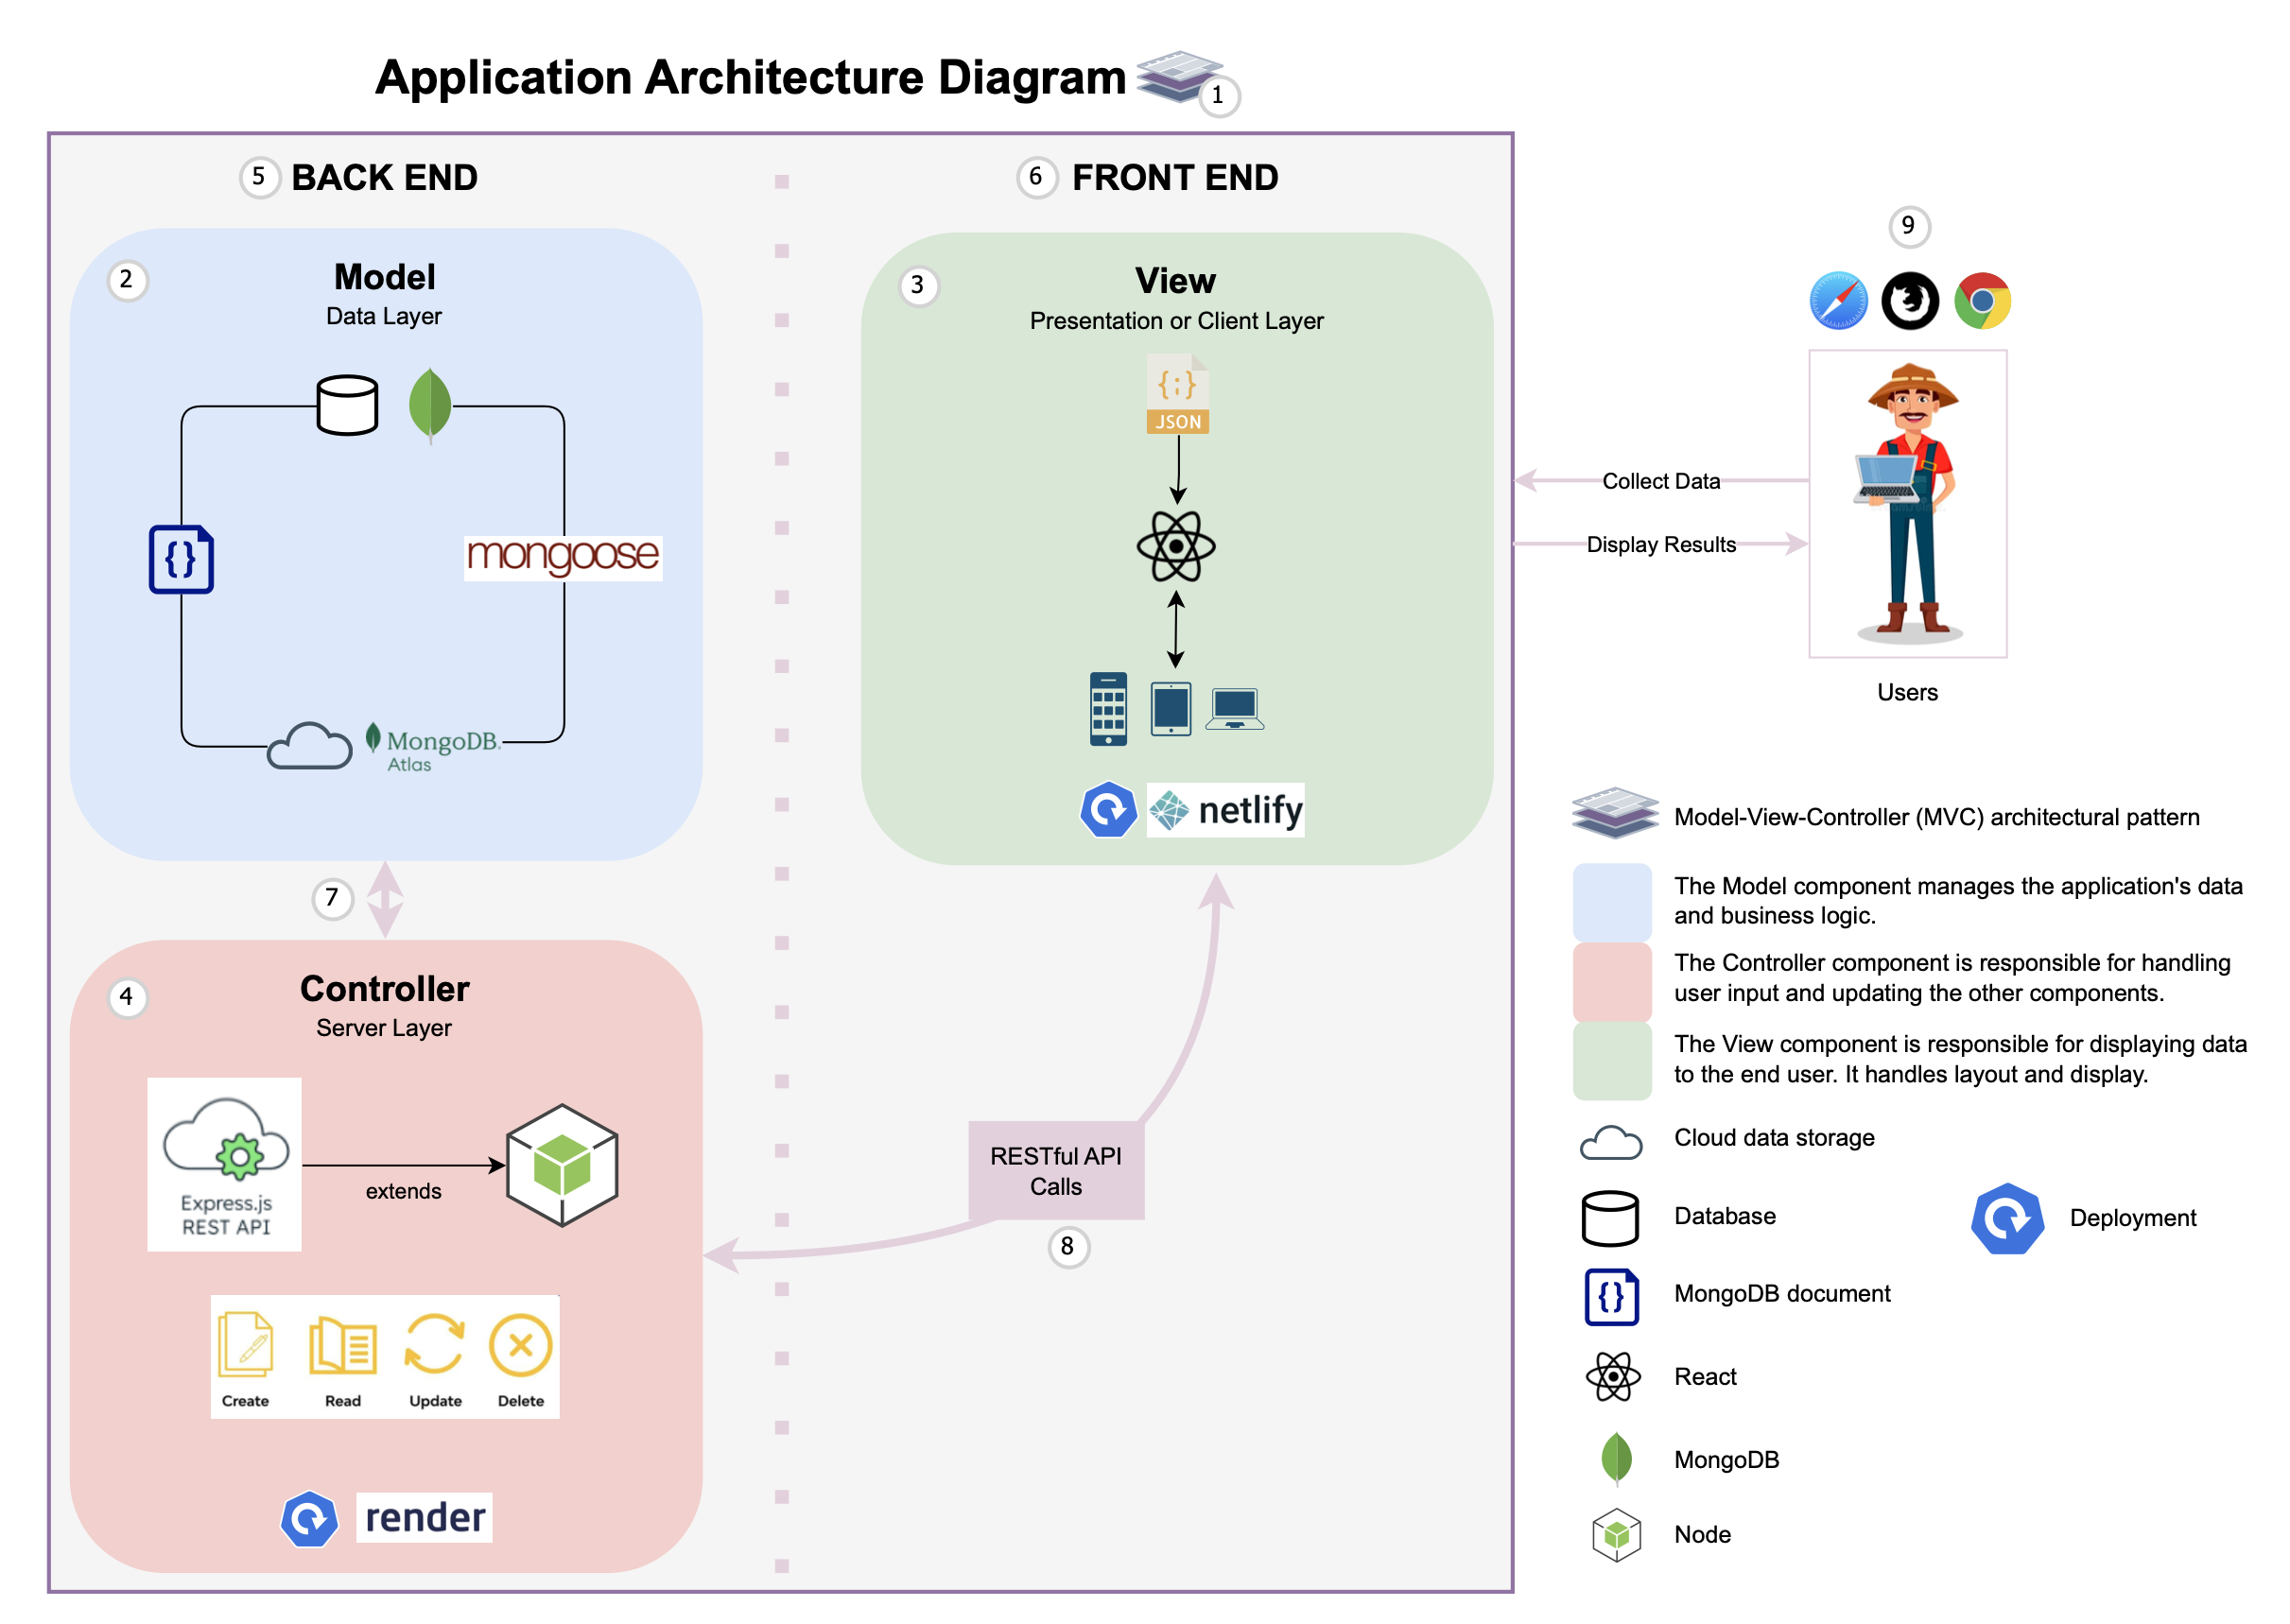 Application Architecture Diagram
1
5
BACK END
6
FRONT END
2
Model
Data Layer
{ }
mongoose
MongoDB.
Atlas
3
View
Presentation or Client Layer
{;}
JSON
netlify
7
4
Controller
Server Layer
Express.js
REST API
extends
Create
Read
Update
Delete
render
RESTful API
Calls
8
9
Collect Data
Display Results
Users
Model-View-Controller (MVC) architectural pattern
The Model component manages the application's data
and business logic.
The Controller component is responsible for handling
user input and updating the other components.
The View component is responsible for displaying data
to the end user. It handles layout and display.
Cloud data storage
Database
Deployment
{ }
MongoDB document
React
MongoDB
Node